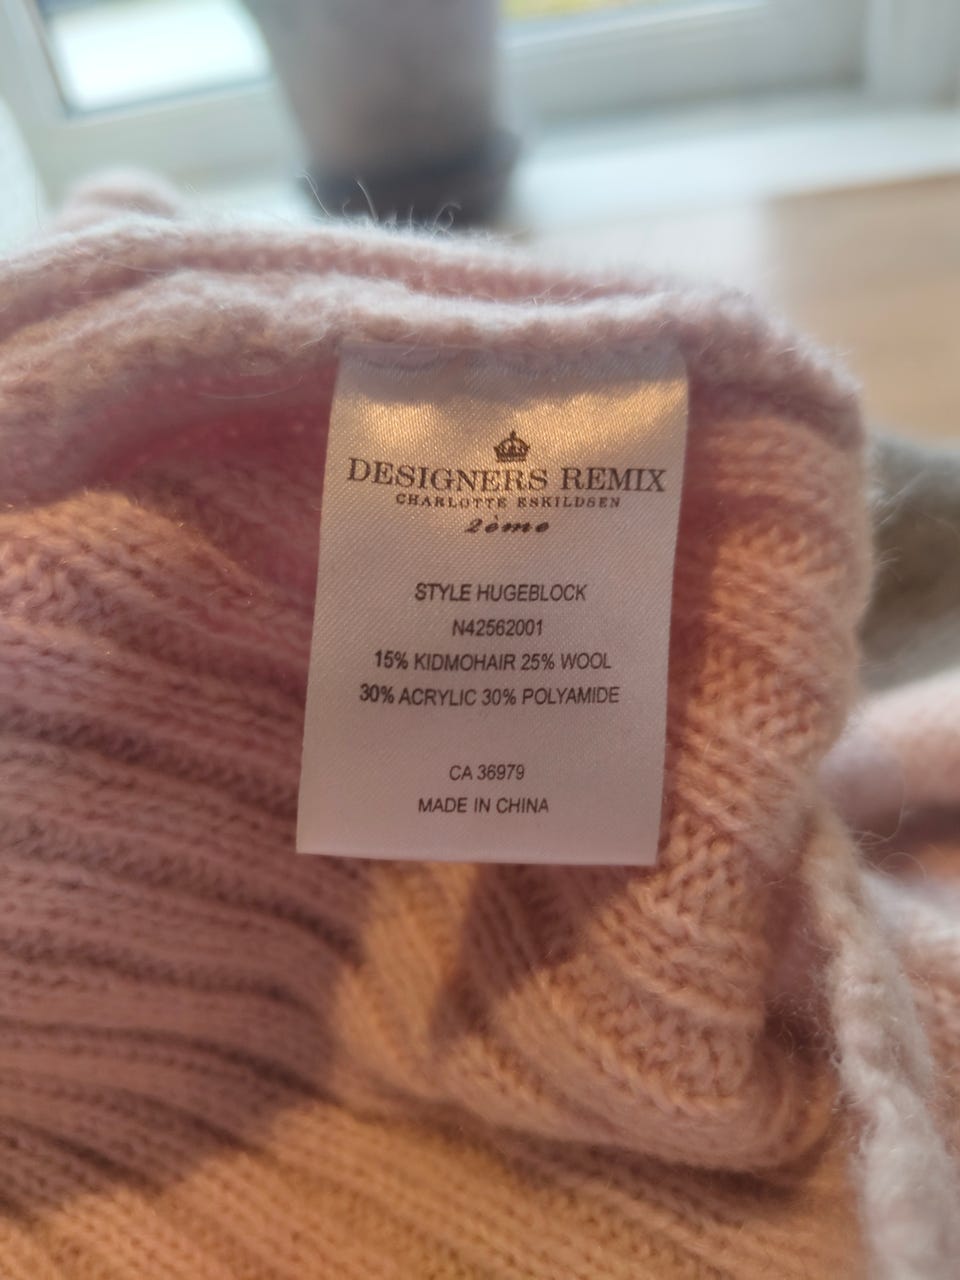 DESIGNERS REMIX
CHARLOTTE ESKILDSEN
2ème
STYLE HUGEBLOCK
N42562001
15% KIDMOHAIR 25% WOOL
30% ACRYLIC 30% POLYAMIDE
CA 36979
MADE IN CHINA